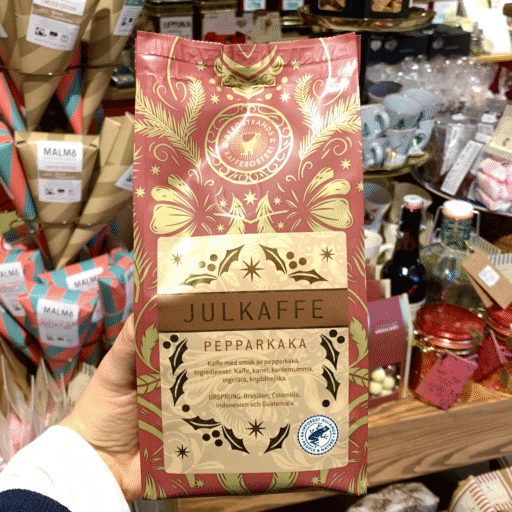 JULKAFFE
PEPPARKAKA
Kaffe med smak av pepparkaka.
Ingredienser: Kaffe, kanel, kardemumma,
ingefära, kryddnejlika.
URSPRUNG: Brasilien, Colombia,
Indonesien och Guatemala.
KAFFEROSTERI
MALMÖ
MALMÖ
MALMÖ